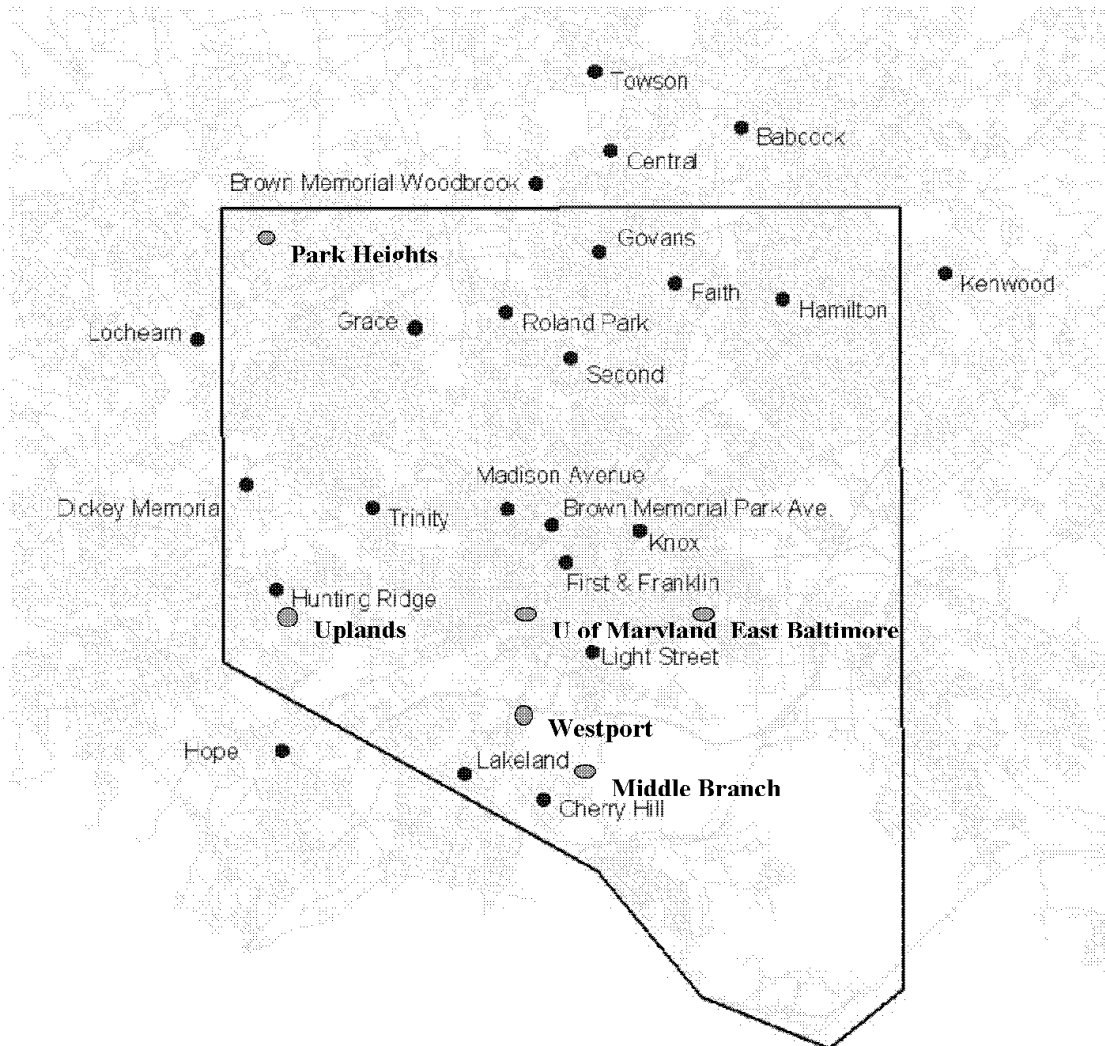 Towson
Babcock
Central
Brown Memorial Woodbrook
Govans
Park Heights
Kenwood
Faith
Hamilton
Grace
Roland Park
Lochearn
Second
Madison Avenue
Dickey Memoria
Brown Memorial Park Ave.
Trinity
Knox
First & Franklin
Hunting Ridge
Uplands
U of Maryland
East Baltimore
Light Street
Westport
Hope
Lakeland
Middle Branch
Cherry Hill